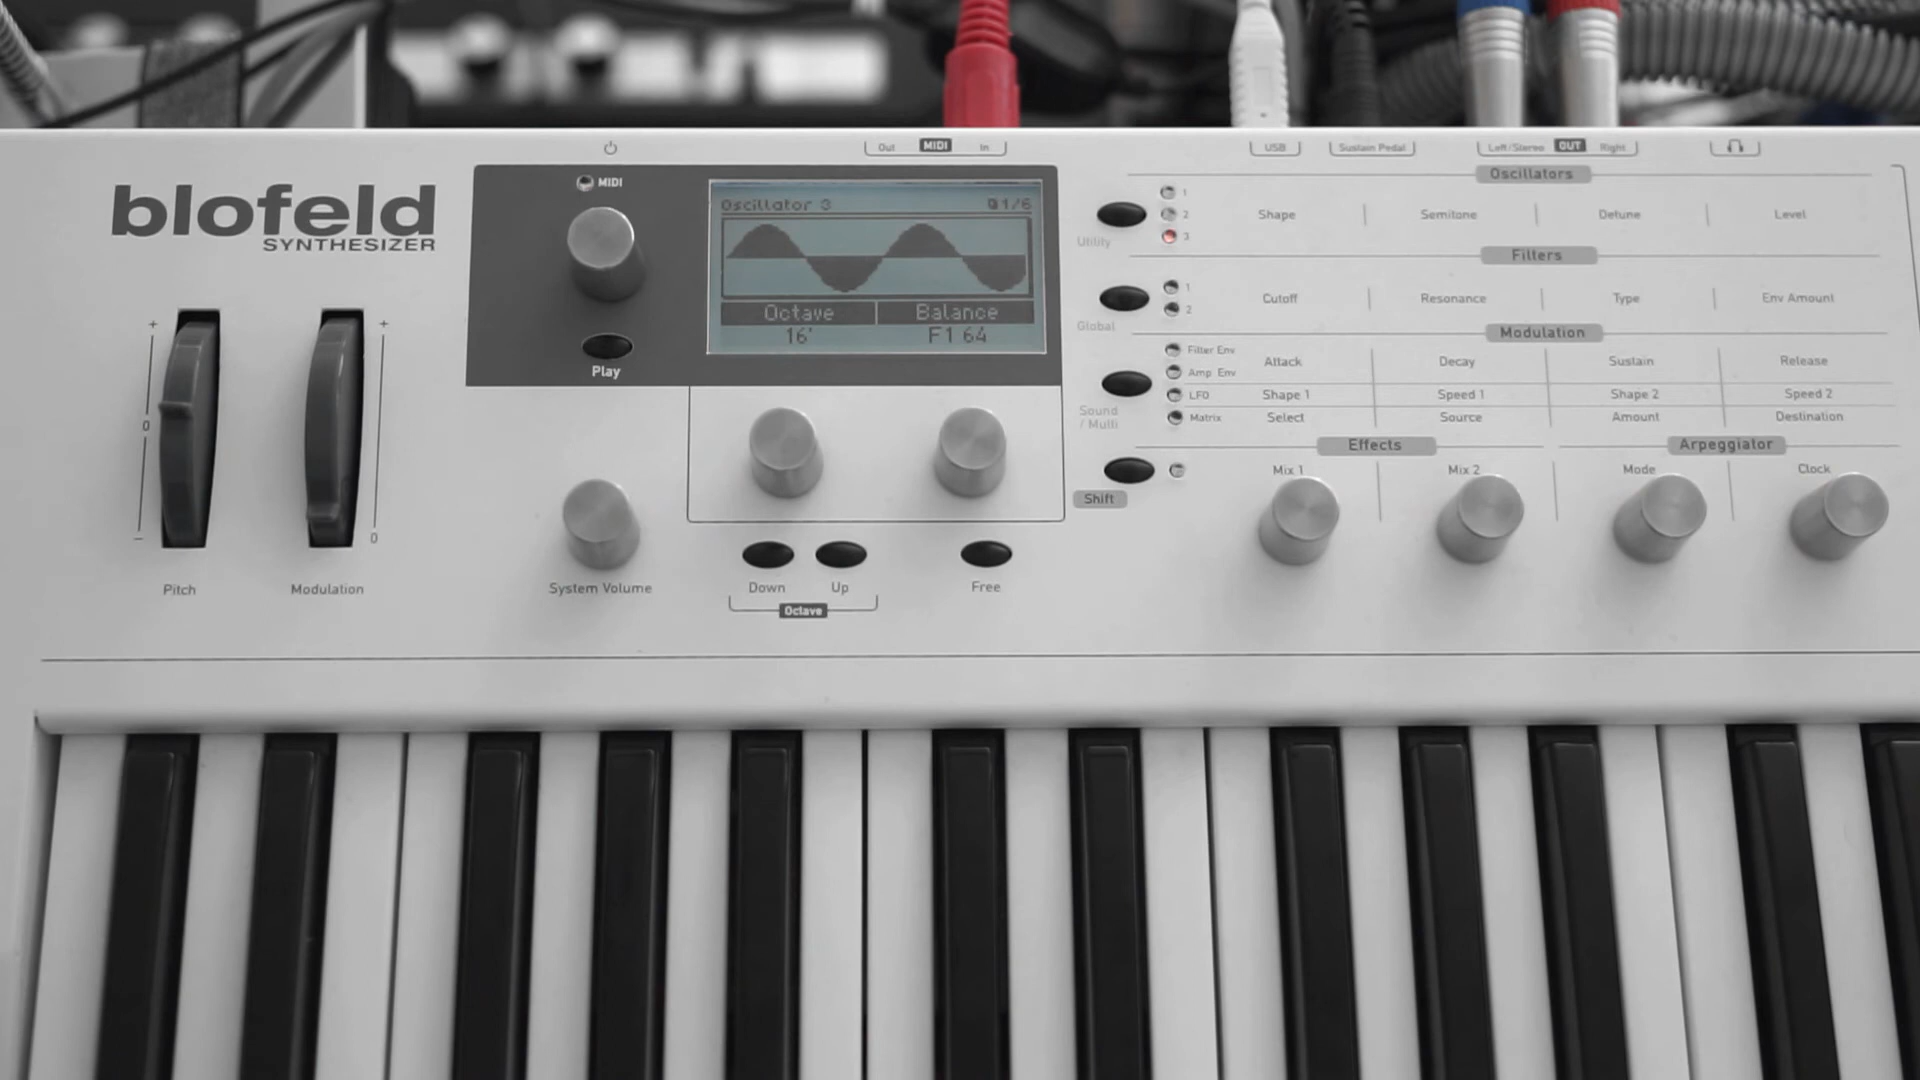 Out MIDI In
USB
Sustain Pedal
Left/Stereo OUT Right
blofeld
SYNTHESIZER
MIDI
Play
Oscillator 3 1/6
Octave Balance
16' F1 64
Oscillators
1
2
3
Shape Semitone Detune Level
Utility
Filters
1
2
Cutoff Resonance Type Env Amount
Global
Modulation
Filter Env Attack Decay Sustain Release
Amp Env
LFO Shape 1 Speed 1 Shape 2 Speed 2
Matrix Select Source Amount Destination
Sound
/ Multi
Effects Arpeggiator
Mix 1 Mix 2 Mode Clock
Shift
+ +
0
- 0
Pitch Modulation
System Volume
Down Up
Octave
Free